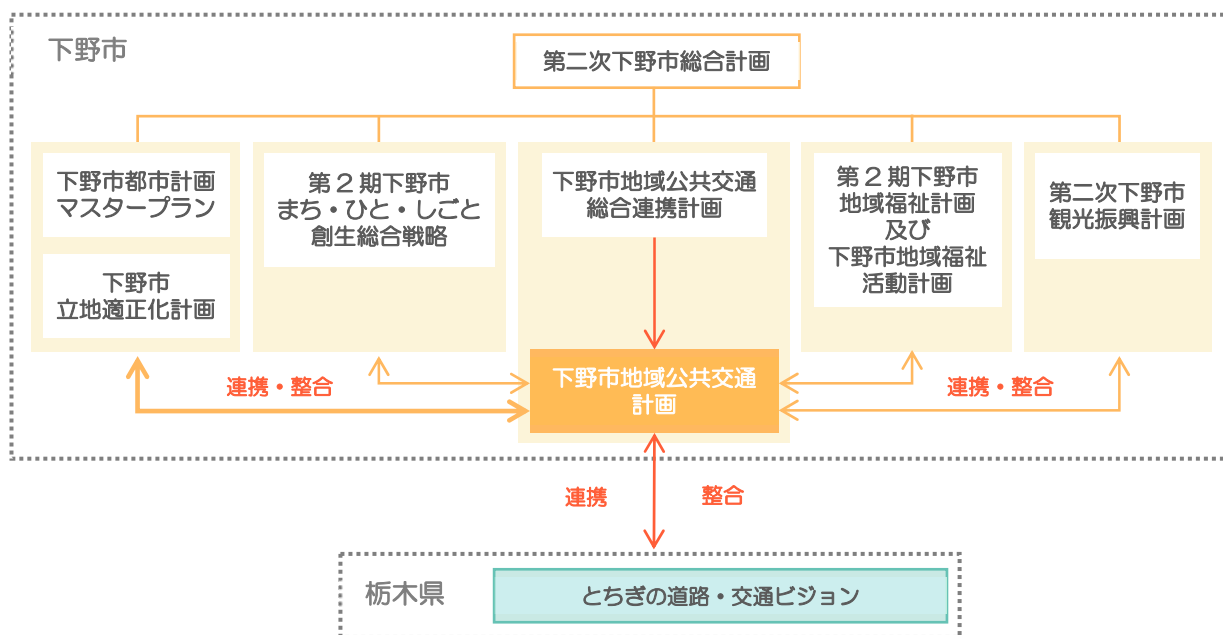 下野市
第二次下野市総合計画
下野市都市計画
マスタープラン
下野市
立地適正化計画
第2期下野市
まち・ひと・しごと
創生総合戦略
下野市地域公共交通
総合連携計画
第2期下野市
地域福祉計画
及び
下野市地域福祉
活動計画
第二次下野市
観光振興計画
連携・整合
下野市地域公共交通
計画
連携・整合
連携
整合
栃木県
とちぎの道路・交通ビジョン